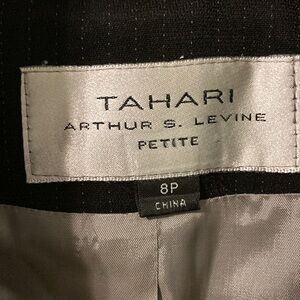 TAHARI
ARTHUR S. LEVINE
PETITE
8P
CHINA